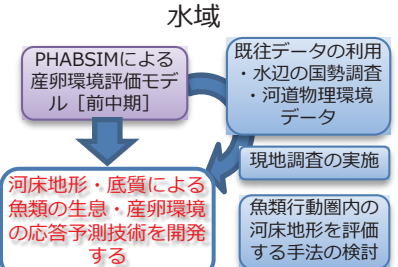 水域
PHABSIMによる
産卵環境評価モデ
ル［前中期］
既往データの利用
・水辺の国勢調査
・河道物理環境
データ
現地調査の実施
河床地形・底質による
魚類の生息・産卵環境
の応答予測技術を開発
する
魚類行動圏内の
河床地形を評価
する手法の検討